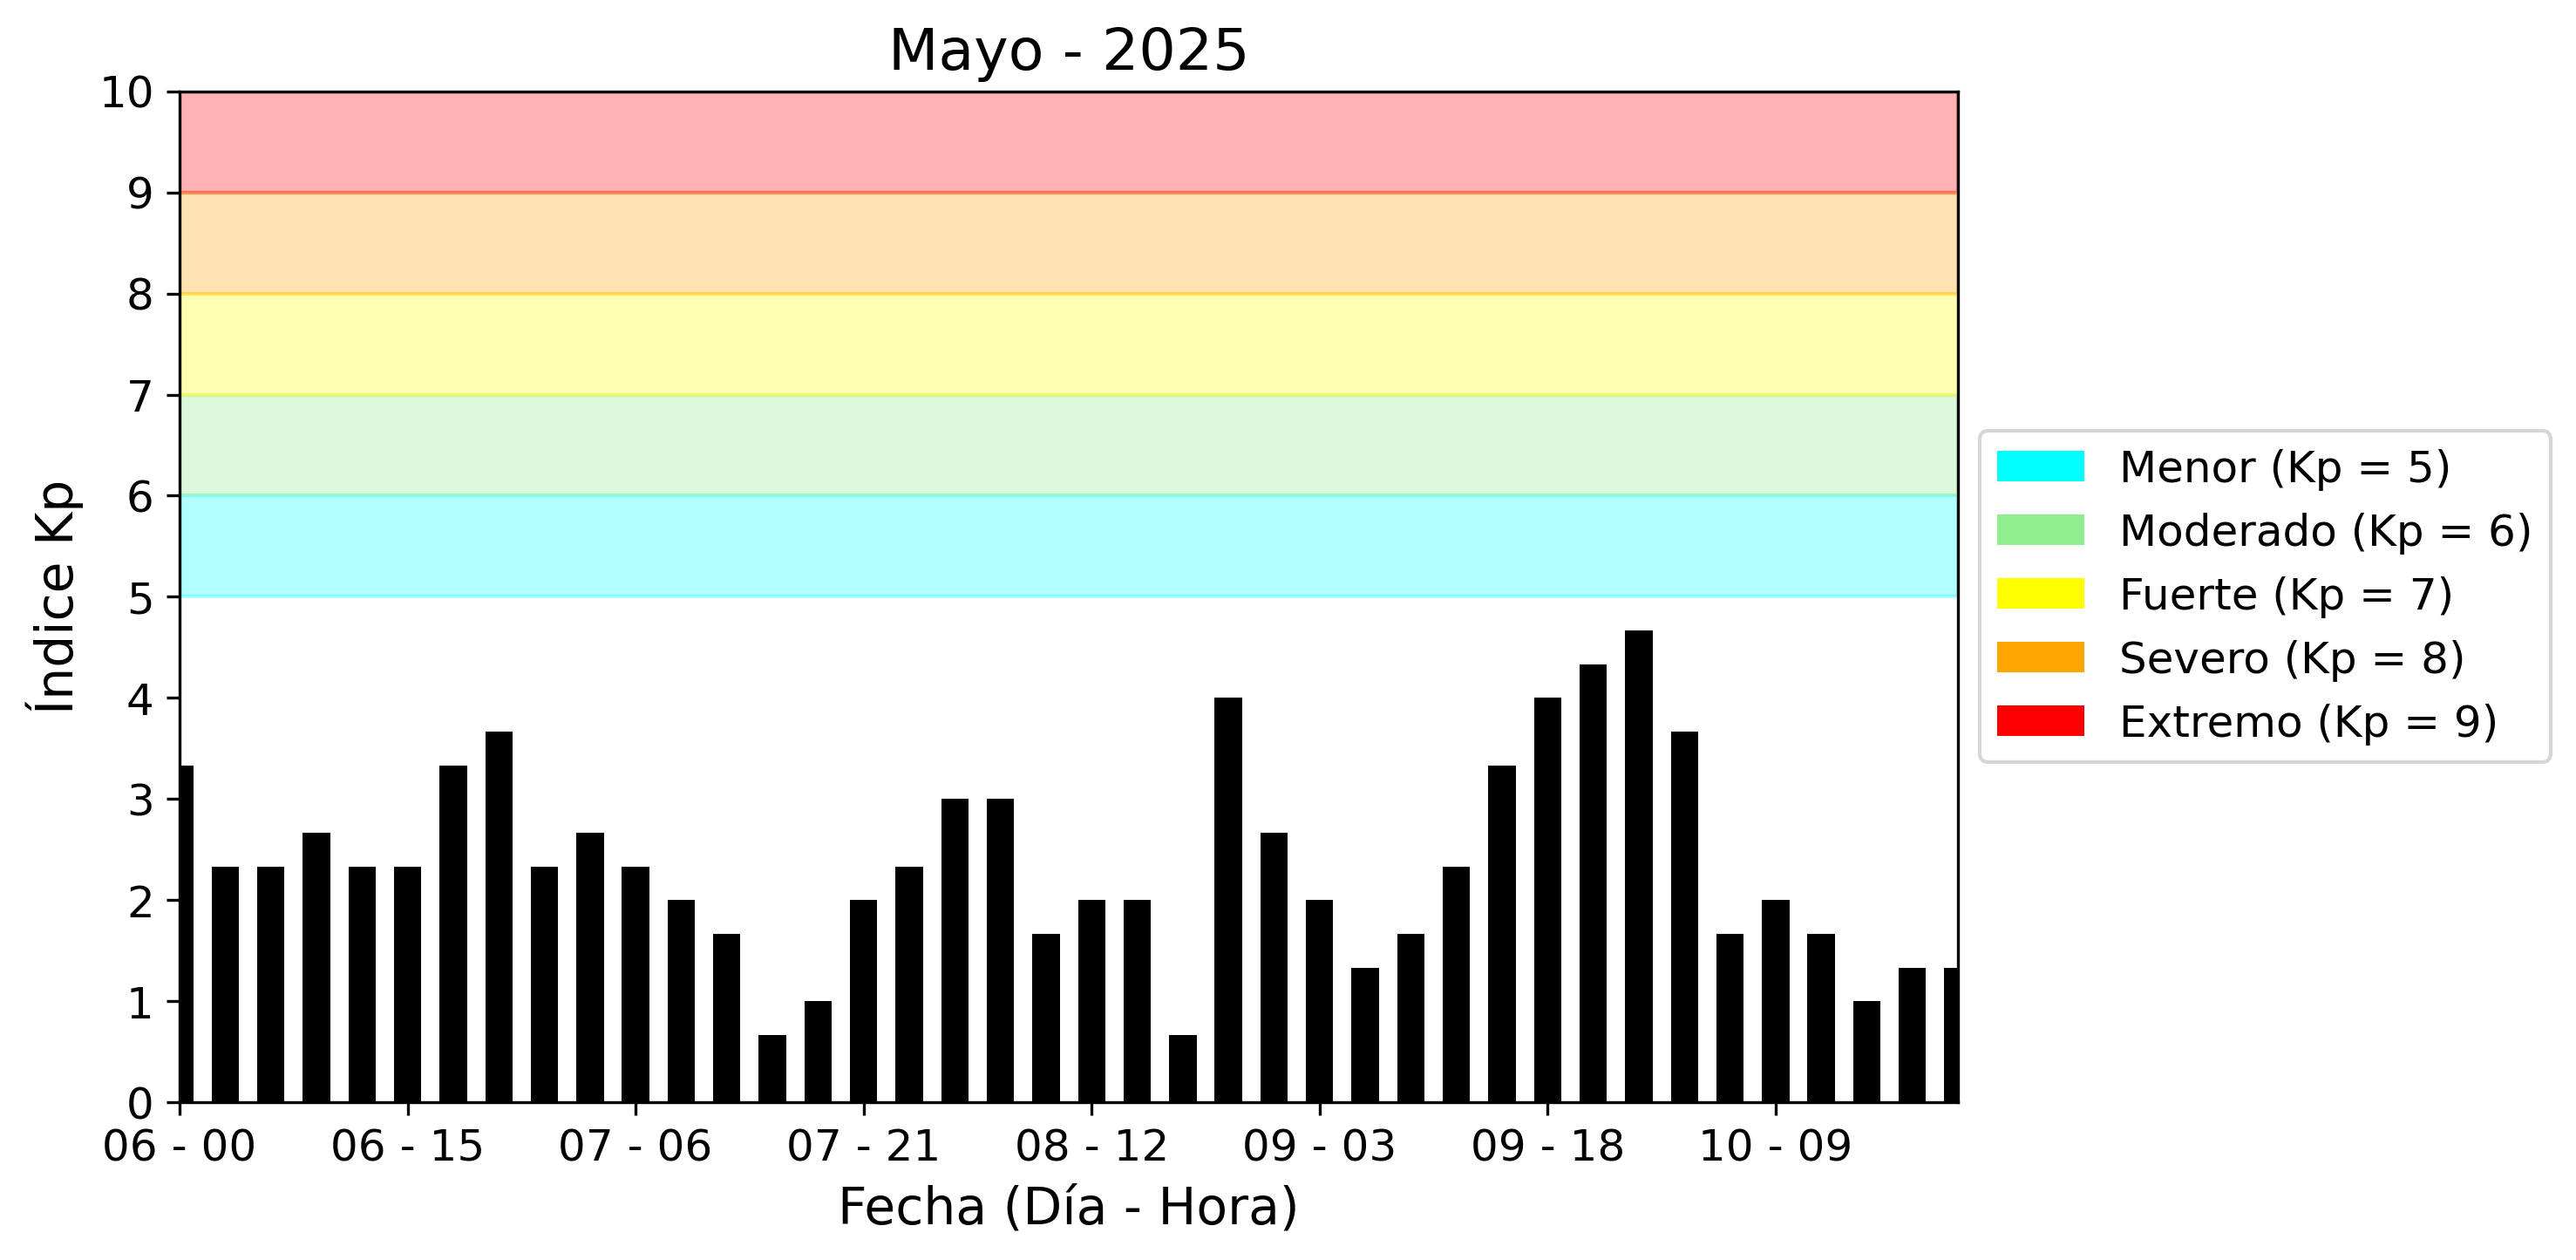 Mayo - 2025
10
9
8
7
6
5
4
3
2
1
0
Índice Kp
06 - 00
06 - 15
07 - 06
07 - 21
08 - 12
09 - 03
09 - 18
10 - 09
Fecha (Día - Hora)
Menor (Kp = 5)
Moderado (Kp = 6)
Fuerte (Kp = 7)
Severo (Kp = 8)
Extremo (Kp = 9)